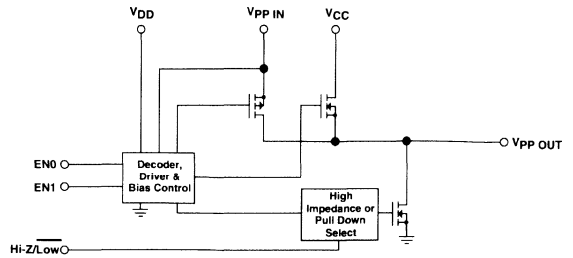 VDD
VPP IN
VCC
VPP OUT
EN0
EN1
Decoder,
Driver &
Bias Control
High
Impedance or
Pull Down
Select
Hi-Z/Low